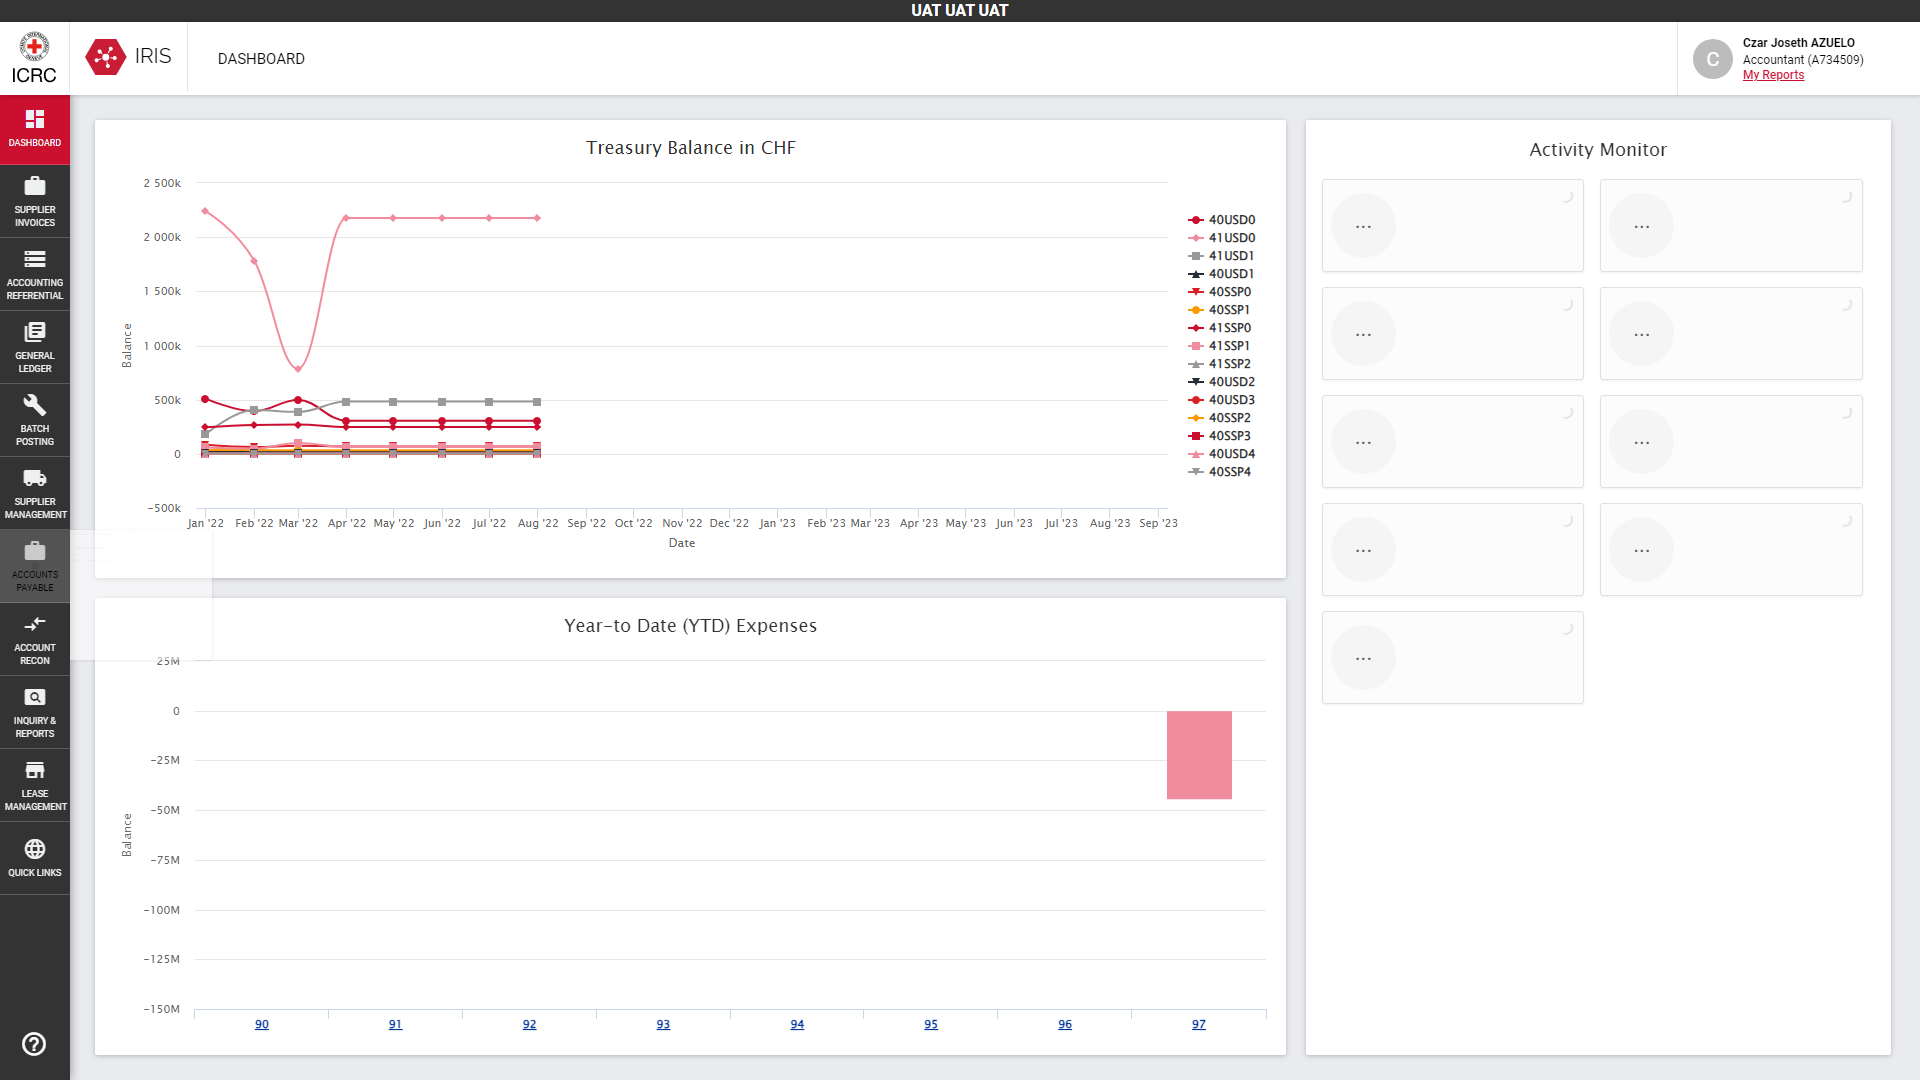 UAT UAT UAT
ICRC
IRIS
DASHBOARD
Czar Joseth AZUELO
Accountant (A734509)
My Reports
C
DASHBOARD
SUPPLIER
INVOICES
ACCOUNTING
REFERENTIAL
GENERAL
LEDGER
BATCH
POSTING
SUPPLIER
MANAGEMENT
ACCOUNTS
PAYABLE
ACCOUNT
RECON
INQUIRY &
REPORTS
LEASE
MANAGEMENT
QUICK LINKS
Treasury Balance in CHF
2 500k
2 000k
1 500k
1 000k
500k
0
−500k
Balance
Jan '22 Feb '22 Mar '22 Apr '22 May '22 Jun '22 Jul '22 Aug '22 Sep '22 Oct '22 Nov '22 Dec '22 Jan '23 Feb '23 Mar '23 Apr '23 May '23 Jun '23 Jul '23 Aug '23 Sep '23
Date
40USD0
41USD0
41USD1
40USD1
40SSP0
40SSP1
41SSP0
41SSP1
41SSP2
40USD2
40USD3
40SSP2
40SSP3
40USD4
40SSP4
Year-to Date (YTD) Expenses
25M
0
−25M
−50M
−75M
−100M
−125M
−150M
Balance
90 91 92 93 94 95 96 97
Activity Monitor
... ...
... ...
... ...
... ...
...